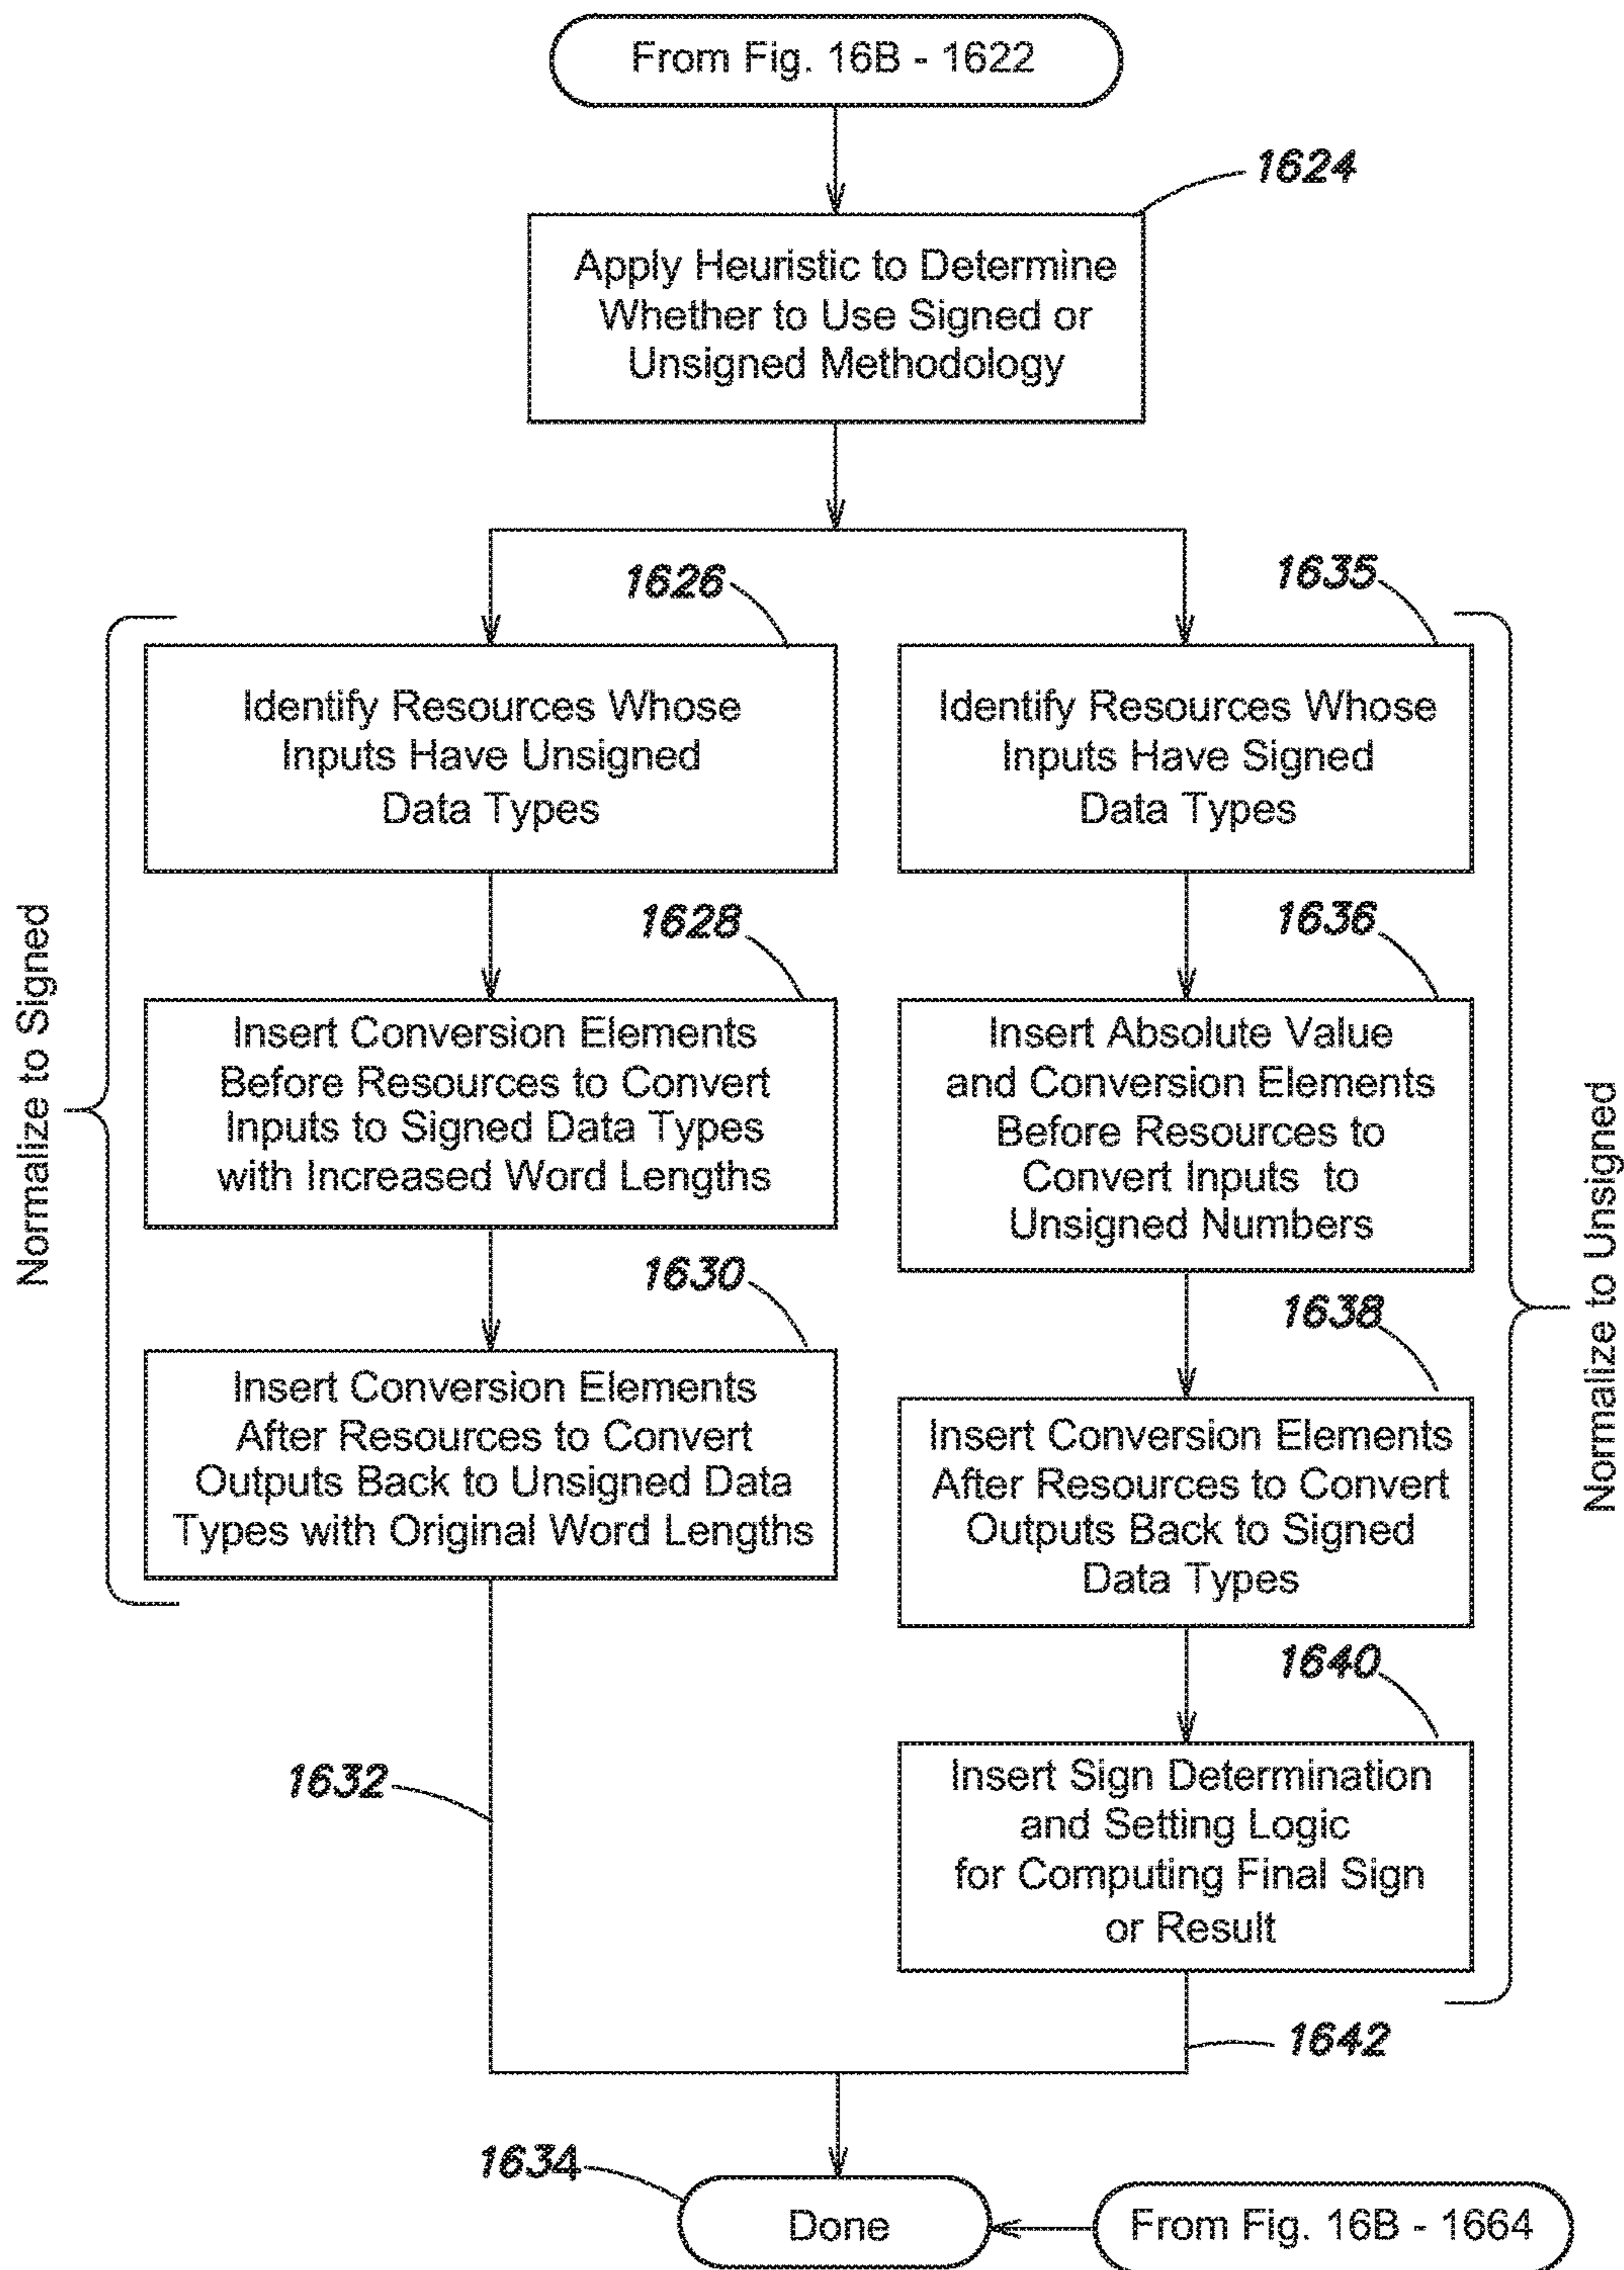 From Fig. 16B - 1622
1624
Apply Heuristic to Determine
Whether to Use Signed or
Unsigned Methodology
1626
Identify Resources Whose
Inputs Have Unsigned
Data Types
1628
Insert Conversion Elements
Before Resources to Convert
Inputs to Signed Data Types
with Increased Word Lengths
1630
Insert Conversion Elements
After Resources to Convert
Outputs Back to Unsigned Data
Types with Original Word Lengths
Normalize to Signed
1632
1635
Identify Resources Whose
Inputs Have Signed
Data Types
1636
Insert Absolute Value
and Conversion Elements
Before Resources to
Convert Inputs to
Unsigned Numbers
1638
Insert Conversion Elements
After Resources to Convert
Outputs Back to Signed
Data Types
1640
Insert Sign Determination
and Setting Logic
for Computing Final Sign
or Result
Normalize to Unsigned
1642
1634
Done
From Fig. 16B - 1664